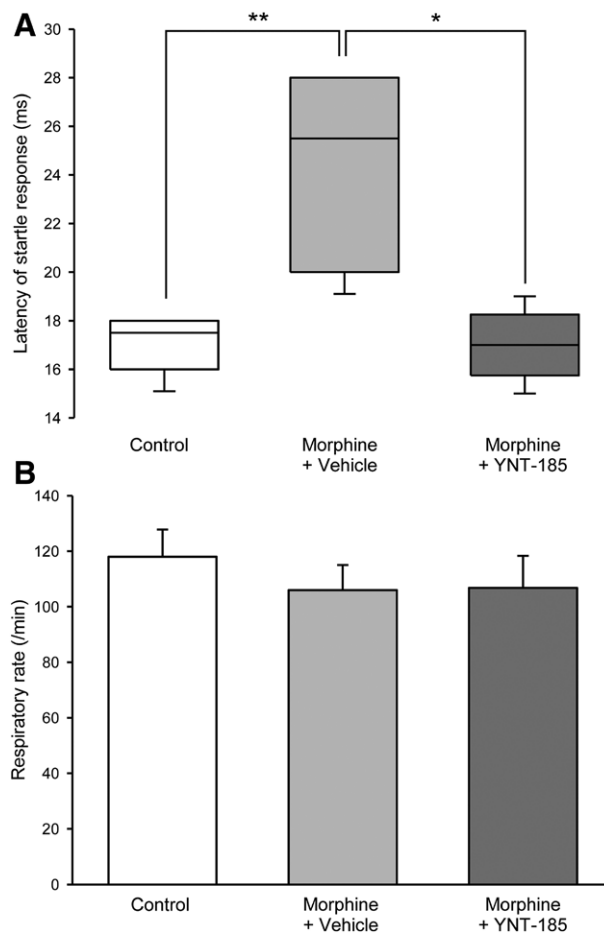 A
**
*
Latency of startle response (ms)
30
28
26
24
22
20
18
16
14
Control
Morphine
+ Vehicle
Morphine
+ YNT-185
B
Respiratory rate (/min)
140
120
100
80
60
40
20
0
Control
Morphine
+ Vehicle
Morphine
+ YNT-185